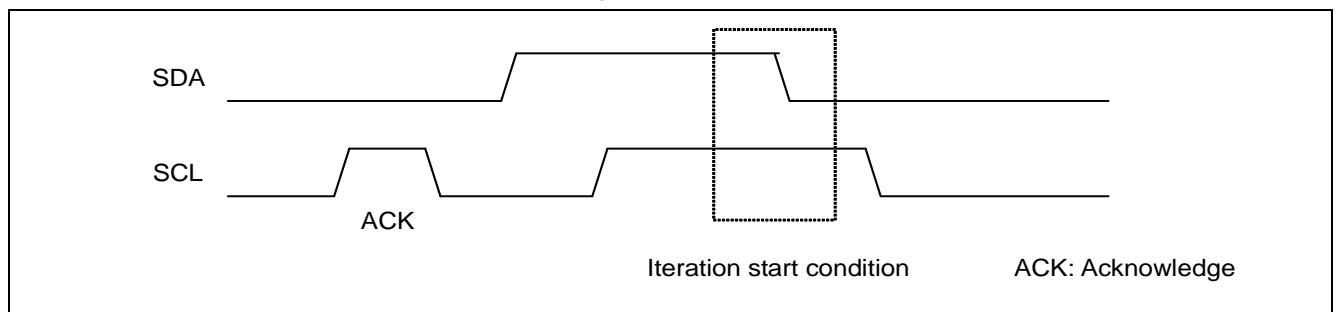 SDA
SCL
ACK
Iteration start condition
ACK: Acknowledge